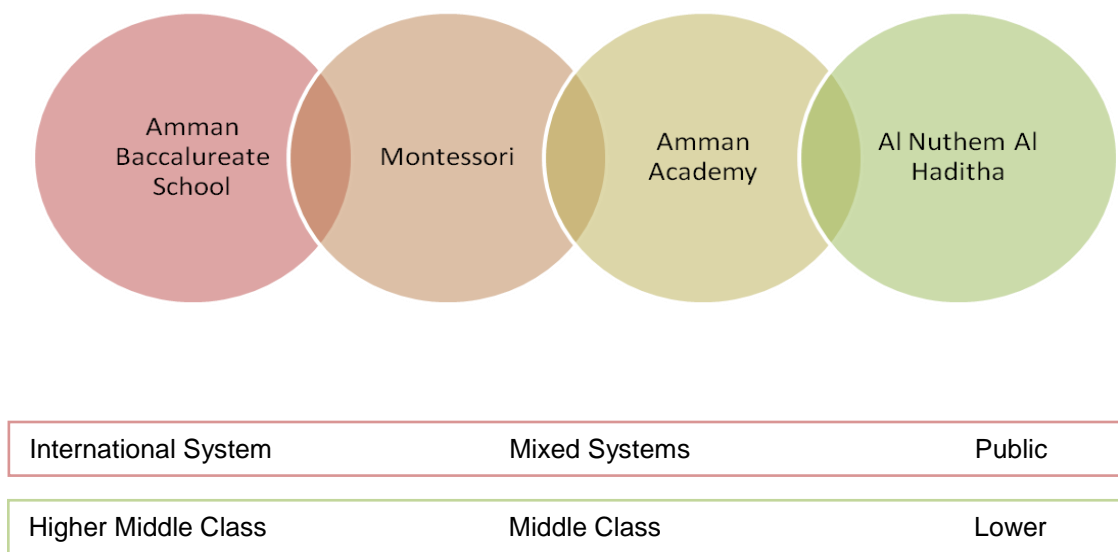 Amman
Baccalureate
School
Montessori
Amman
Academy
Al Nuthem Al
Haditha
International System Mixed Systems Public
Higher Middle Class Middle Class Lower